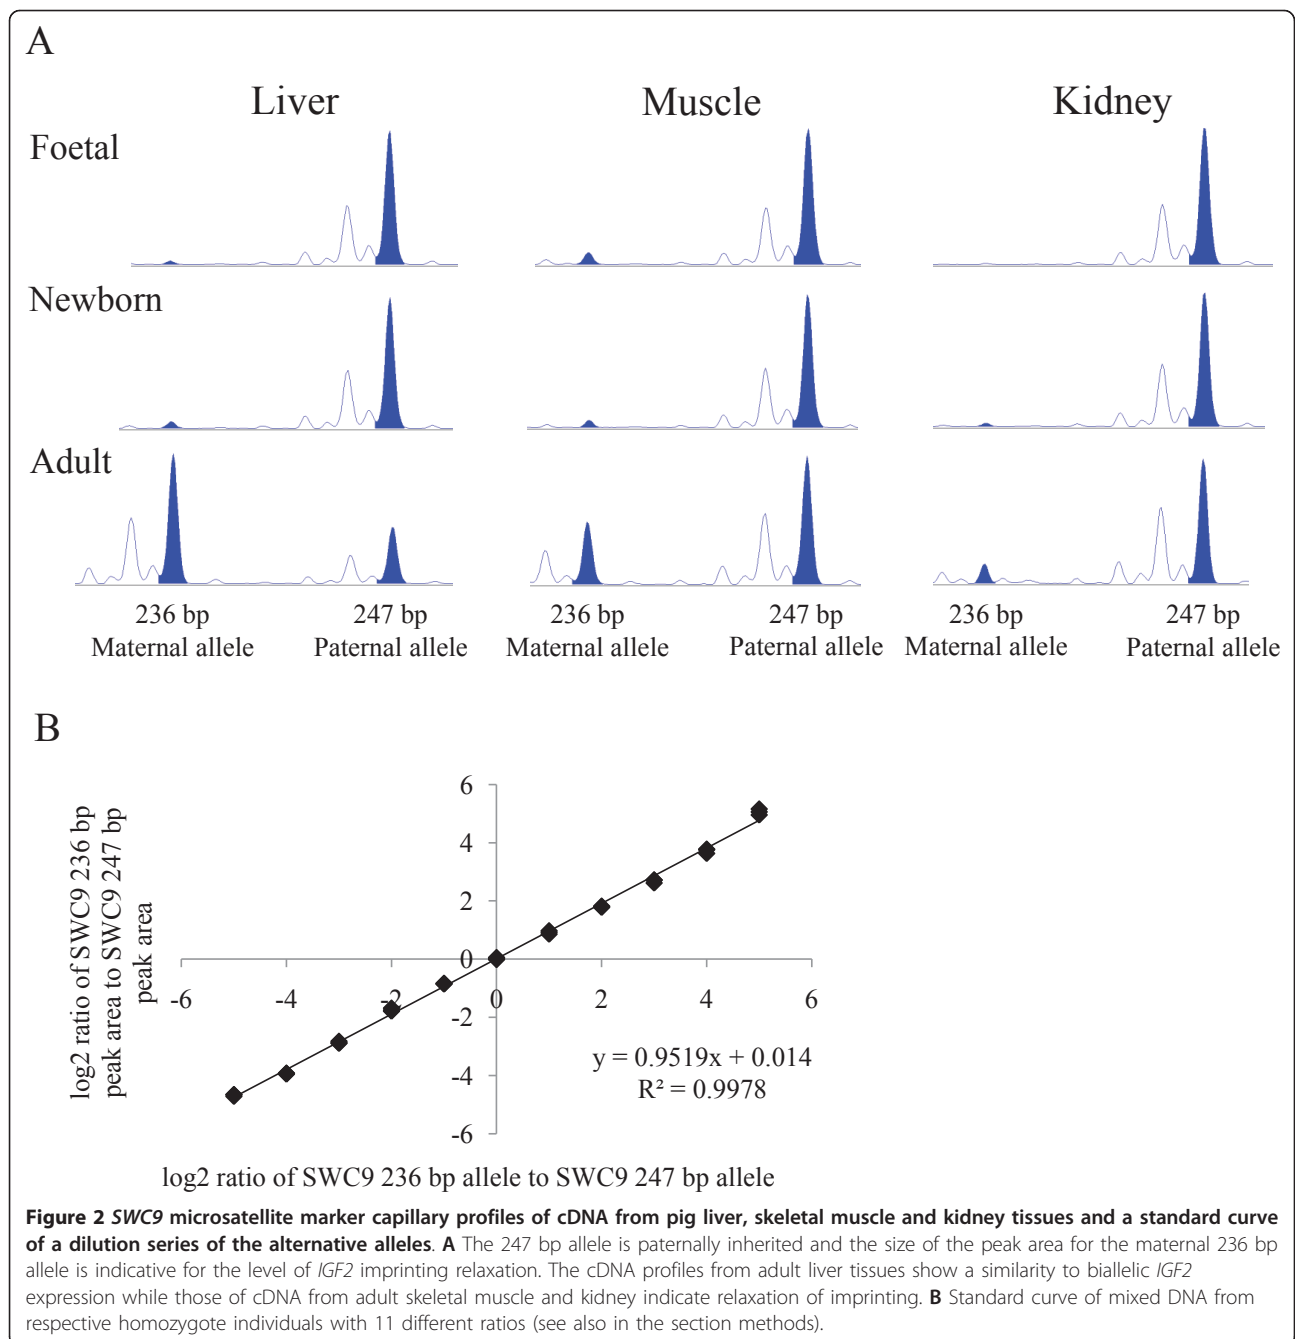 A
Liver Muscle Kidney
Foetal
Newborn
Adult
236 bp 247 bp 236 bp 247 bp 236 bp 247 bp
Maternal allele Paternal allele Maternal allele Paternal allele Maternal allele Paternal allele
B
log2 ratio of SWC9 236 bp
peak area to SWC9 247 bp
peak area
6
4
2
0
-2
-4
-6
-6 -4 -2 0 2 4 6
y = 0.9519x + 0.014
R² = 0.9978
log2 ratio of SWC9 236 bp allele to SWC9 247 bp allele
Figure 2 SWC9 microsatellite marker capillary profiles of cDNA from pig liver, skeletal muscle and kidney tissues and a standard curve
of a dilution series of the alternative alleles. A The 247 bp allele is paternally inherited and the size of the peak area for the maternal 236 bp
allele is indicative for the level of IGF2 imprinting relaxation. The cDNA profiles from adult liver tissues show a similarity to biallelic IGF2
expression while those of cDNA from adult skeletal muscle and kidney indicate relaxation of imprinting. B Standard curve of mixed DNA from
respective homozygote individuals with 11 different ratios (see also in the section methods).